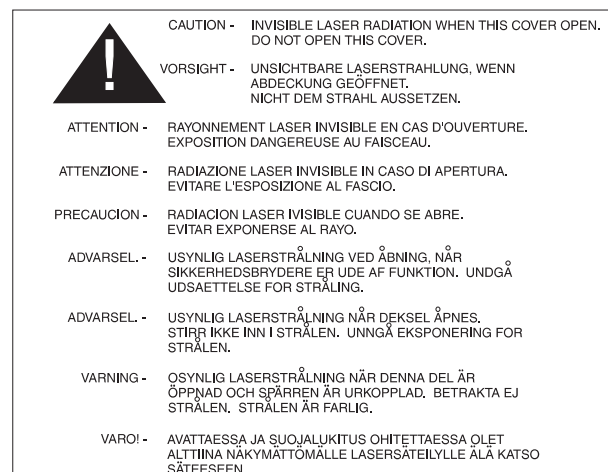 CAUTION - INVISIBLE LASER RADIATION WHEN THIS COVER OPEN.
DO NOT OPEN THIS COVER.
VORSIGHT - UNSICHTBARE LASERSTRAHLUNG, WENN
ABDECKUNG GEÖFFNET.
NICHT DEM STRAHL AUSSETZEN.
ATTENTION - RAYONNEMENT LASER INVISIBLE EN CAS D'OUVERTURE.
EXPOSITION DANGEREUSE AU FAISCEAU.
ATTENZIONE - RADIAZIONE LASER INVISIBLE IN CASO DI APERTURA.
EVITARE L'ESPOSIZIONE AL FASCIO.
PRECAUCION - RADIACION LASER IVISIBLE CUANDO SE ABRE.
EVITAR EXPONERSE AL RAYO.
ADVARSEL. - USYNLIG LASERSTRÅLNING VED ÅBNING, NÅR
SIKKERHEDSBRYDERE ER UDE AF FUNKTION. UNDGÅ
UDSAETTELSE FOR STRÅLING.
ADVARSEL. - USYNLIG LASERSTRÅLNING NÅR DEKSEL ÅPNES.
STIRR IKKE INN I STRÅLEN. UNNGÅ EKSPONERING FOR
STRÅLEN.
VARNING - OSYNLIG LASERSTRÅLNING NÄR DENNA DEL ÄR
ÖPPNAD OCH SPÄRREN ÄR URKOPPLAD. BETRAKTA EJ
STRÅLEN. STRÅLEN ÄR FARLIG.
VARO! - AVATTAESSA JA SUOJALUKITUS OHITETTAESSA OLET
ALTTIINA NÄKYMÄTTÖMÄLLE LASERSÄTEILYLLE ÄLÄ KATSO
SÄTEESEEN